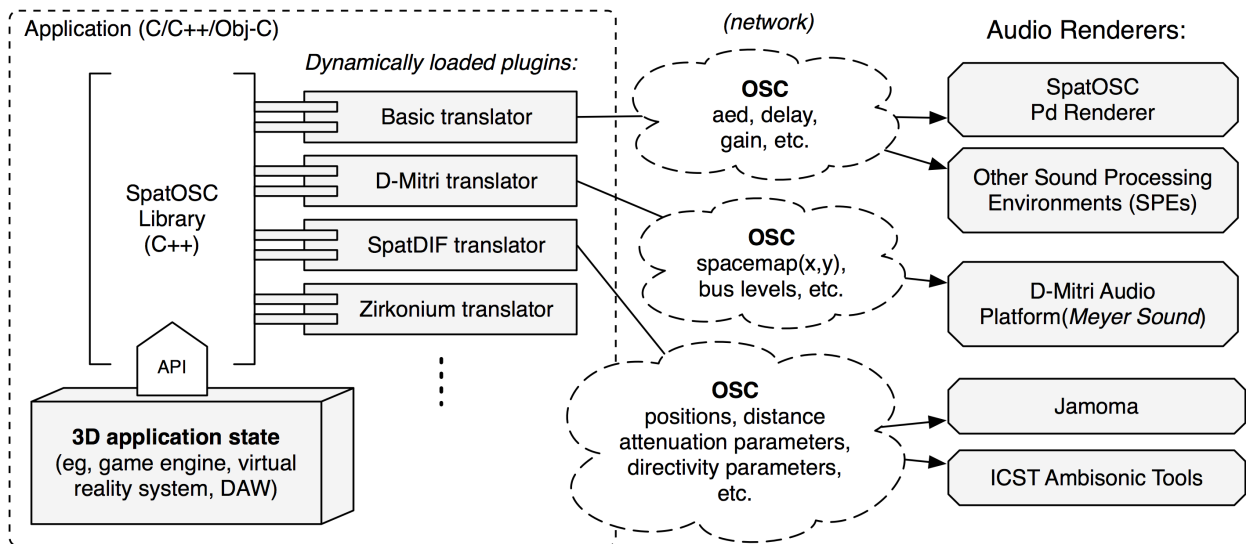 Application (C/C++/Obj-C)
Dynamically loaded plugins:
SpatOSC
Library
(C++)
Basic translator
D-Mitri translator
SpatDIF translator
Zirkonium translator
API
3D application state
(eg, game engine, virtual
reality system, DAW)
(network)
OSC
aed, delay,
gain, etc.
OSC
spacemap(x,y),
bus levels, etc.
OSC
positions, distance
attenuation parameters,
directivity parameters,
etc.
Audio Renderers:
SpatOSC
Pd Renderer
Other Sound Processing
Environments (SPEs)
D-Mitri Audio
Platform(Meyer Sound)
Jamoma
ICST Ambisonic Tools